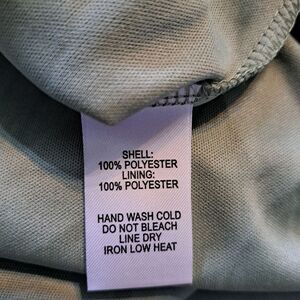 SHELL:
100% POLYESTER
LINING:
100% POLYESTER
HAND WASH COLD
DO NOT BLEACH
LINE DRY
IRON LOW HEAT